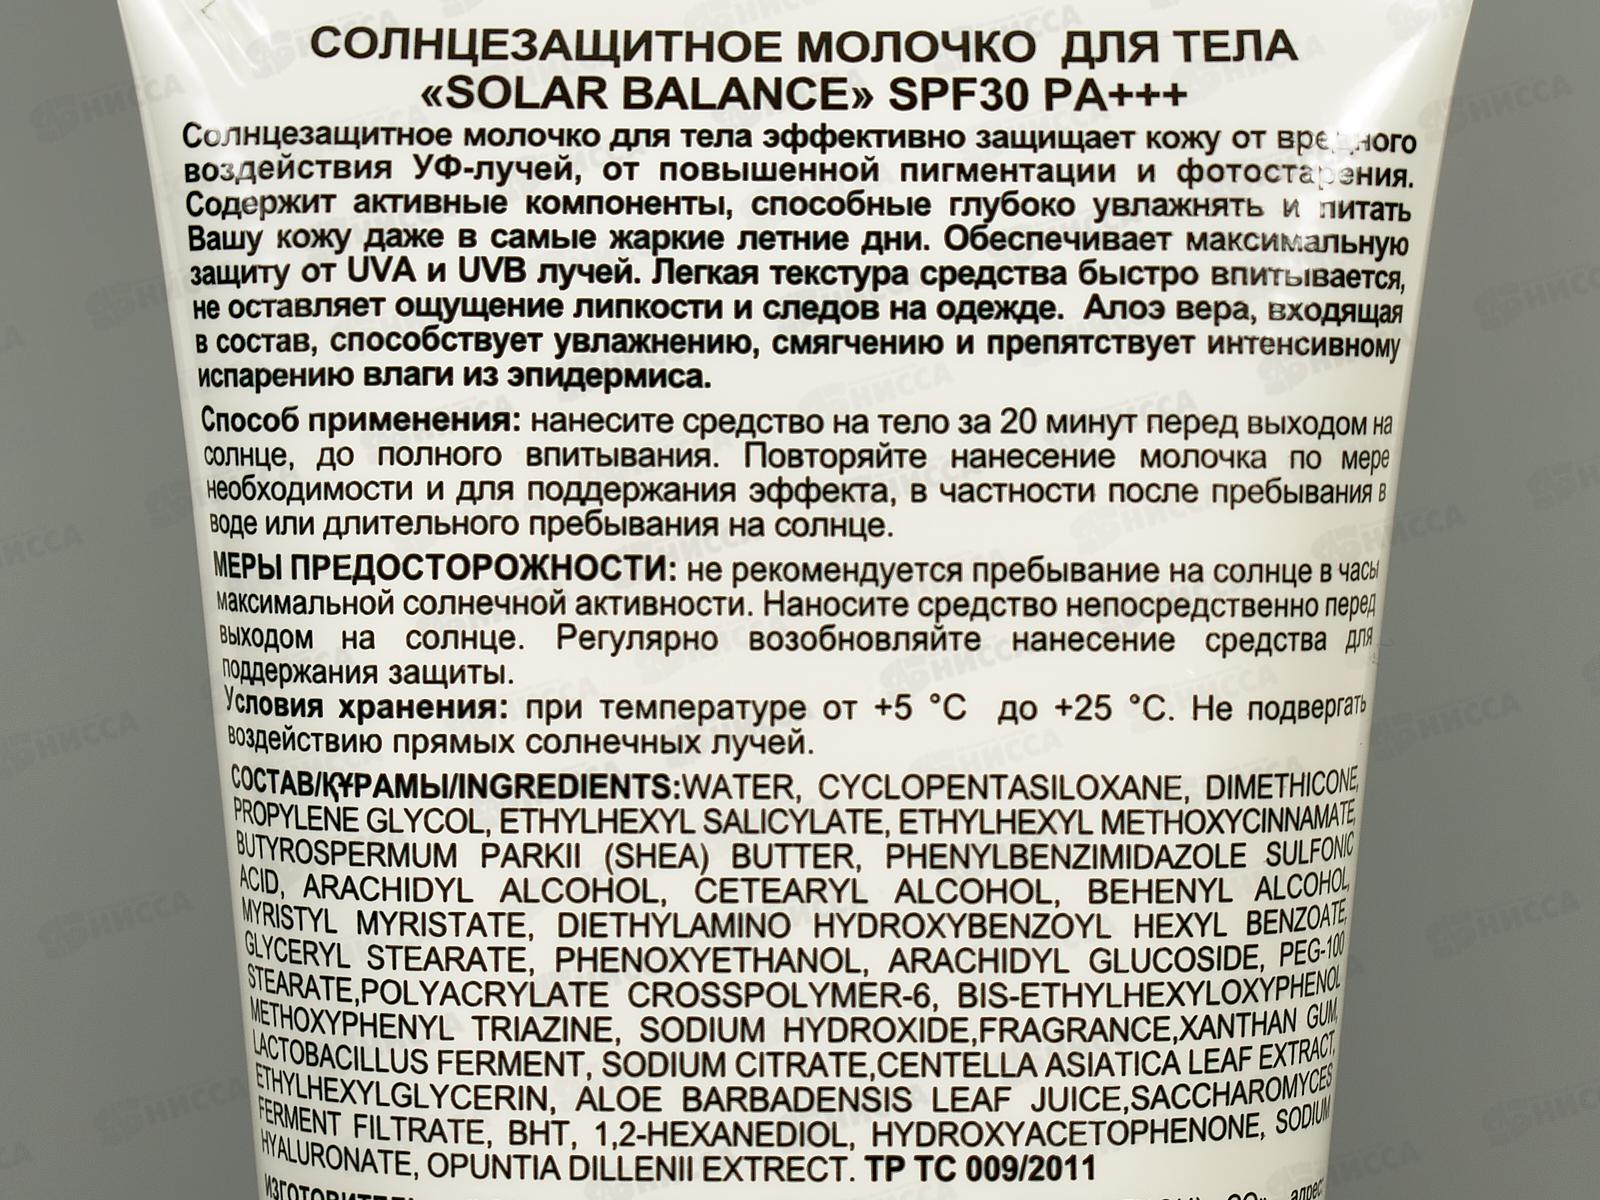 СОЛНЦЕЗАЩИТНОЕ МОЛОЧКО ДЛЯ ТЕЛА
«SOLAR BALANCE» SPF30 PA+++
Солнцезащитное молочко для тела эффективно защищает кожу от вредного
воздействия УФ-лучей, от повышенной пигментации и фотостарения.
Содержит активные компоненты, способные глубоко увлажнять и питать
Вашу кожу даже в самые жаркие летние дни. Обеспечивает максимальную
защиту от UVA и UVB лучей. Легкая текстура средства быстро впитывается,
не оставляет ощущение липкости и следов на одежде. Алоэ вера, входящая
в состав, способствует увлажнению, смягчению и препятствует интенсивному
испарению влаги из эпидермиса.
Способ применения: нанесите средство на тело за 20 минут перед выходом на
солнце, до полного впитывания. Повторяйте нанесение молочка по мере
необходимости и для поддержания эффекта, в частности после пребывания в
воде или длительного пребывания на солнце.
МЕРЫ ПРЕДОСТОРОЖНОСТИ: не рекомендуется пребывание на солнце в часы
максимальной солнечной активности. Наносите средство непосредственно перед
выходом на солнце. Регулярно возобновляйте нанесение средства для
поддержания защиты.
Условия хранения: при температуре от +5 °C до +25 °C. Не подвергать
воздействию прямых солнечных лучей.
СОСТАВ/ҚҰРАМЫ/INGREDIENTS:WATER, CYCLOPENTASILOXANE, DIMETHICONE,
PROPYLENE GLYCOL, ETHYLHEXYL SALICYLATE, ETHYLHEXYL METHOXYCINNAMATE,
BUTYROSPERMUM PARKII (SHEA) BUTTER, PHENYLBENZIMIDAZOLE SULFONIC
ACID, ARACHIDYL ALCOHOL, CETEARYL ALCOHOL, BEHENYL ALCOHOL,
MYRISTYL MYRISTATE, DIETHYLAMINO HYDROXYBENZOYL HEXYL BENZOATE,
GLYCERYL STEARATE, PHENOXYETHANOL, ARACHIDYL GLUCOSIDE, PEG-100
STEARATE,POLYACRYLATE CROSSPOLYMER-6, BIS-ETHYLHEXYLOXYPHENOL
METHOXYPHENYL TRIAZINE, SODIUM HYDROXIDE,FRAGRANCE,XANTHAN GUM,
LACTOBACILLUS FERMENT, SODIUM CITRATE,CENTELLA ASIATICA LEAF EXTRACT,
ETHYLHEXYLGLYCERIN, ALOE BARBADENSIS LEAF JUICE,SACCHAROMYCES
FERMENT FILTRATE, BHT, 1,2-HEXANEDIOL, HYDROXYACETOPHENONE, SODIUM
HYALURONATE, OPUNTIA DILLENII EXTRECT. ТР ТС 009/2011